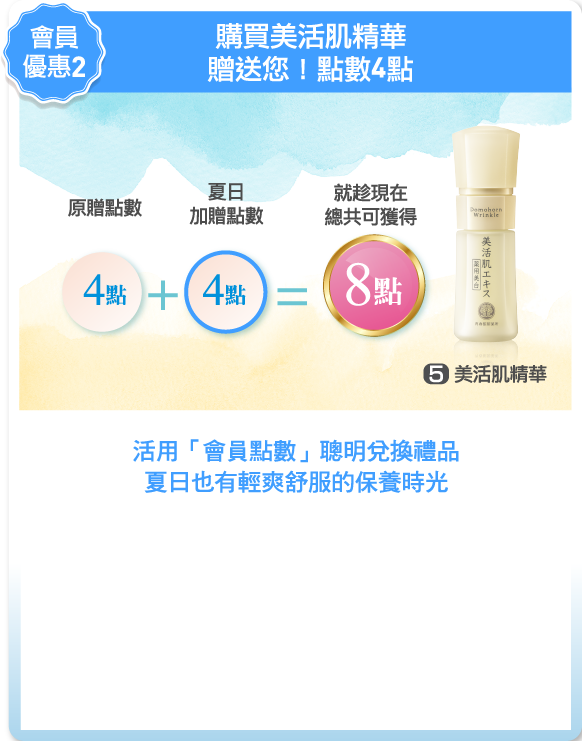 會員
優惠2
購買美活肌精華
贈送您！點數4點
原贈點數
夏日
加贈點數
就趁現在
總共可獲得
4點
+
4點
=
8點
Domohorn
Wrinkle
美活肌エキス
薬用美白
5 美活肌精華
活用「會員點數」聰明兌換禮品
夏日也有輕爽舒服的保養時光